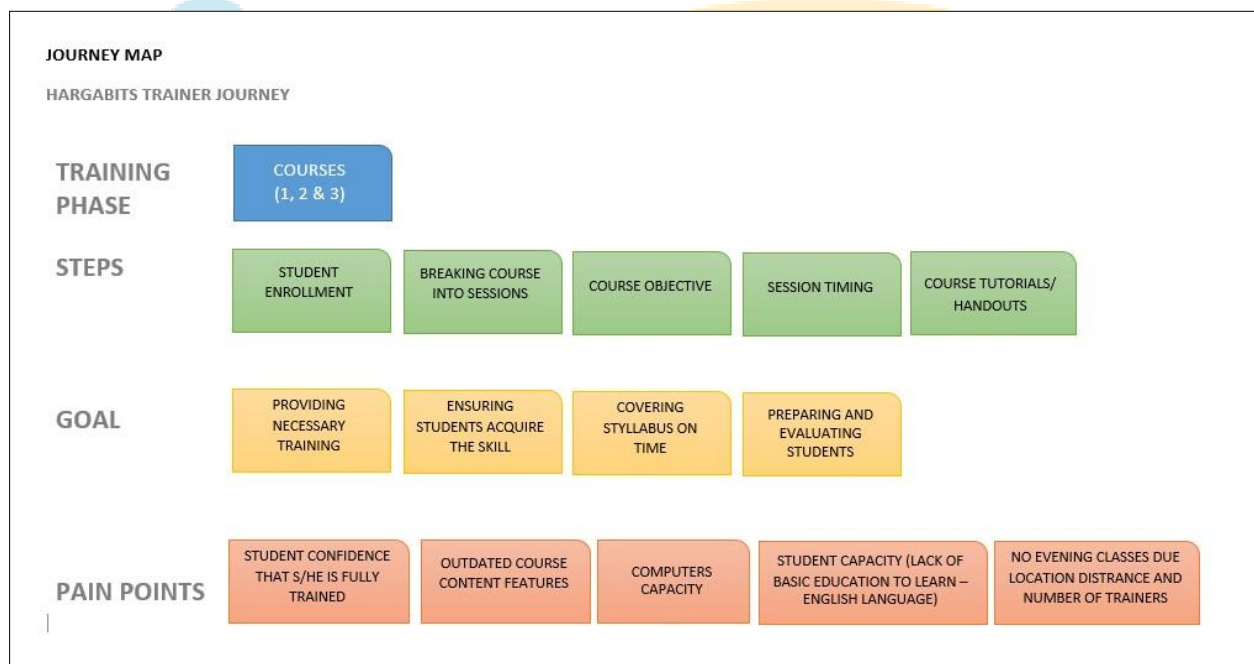 JOURNEY MAP
HARGABITS TRAINER JOURNEY
TRAINING
PHASE
COURSES
(1, 2 & 3)
STEPS
STUDENT
ENROLLMENT
BREAKING COURSE
INTO SESSIONS
COURSE OBJECTIVE
SESSION TIMING
COURSE TUTORIALS/
HANDOUTS
GOAL
PROVIDING
NECESSARY
TRAINING
ENSURING
STUDENTS ACQUIRE
THE SKILL
COVERING
STYLLABUS ON
TIME
PREPARING AND
EVALUATING
STUDENTS
PAIN POINTS
STUDENT CONFIDENCE
THAT S/HE IS FULLY
TRAINED
OUTDATED COURSE
CONTENT FEATURES
COMPUTERS
CAPACITY
STUDENT CAPACITY (LACK OF
BASIC EDUCATION TO LEARN –
ENGLISH LANGUAGE)
NO EVENING CLASSES DUE
LOCATION DISTRANCE AND
NUMBER OF TRAINERS